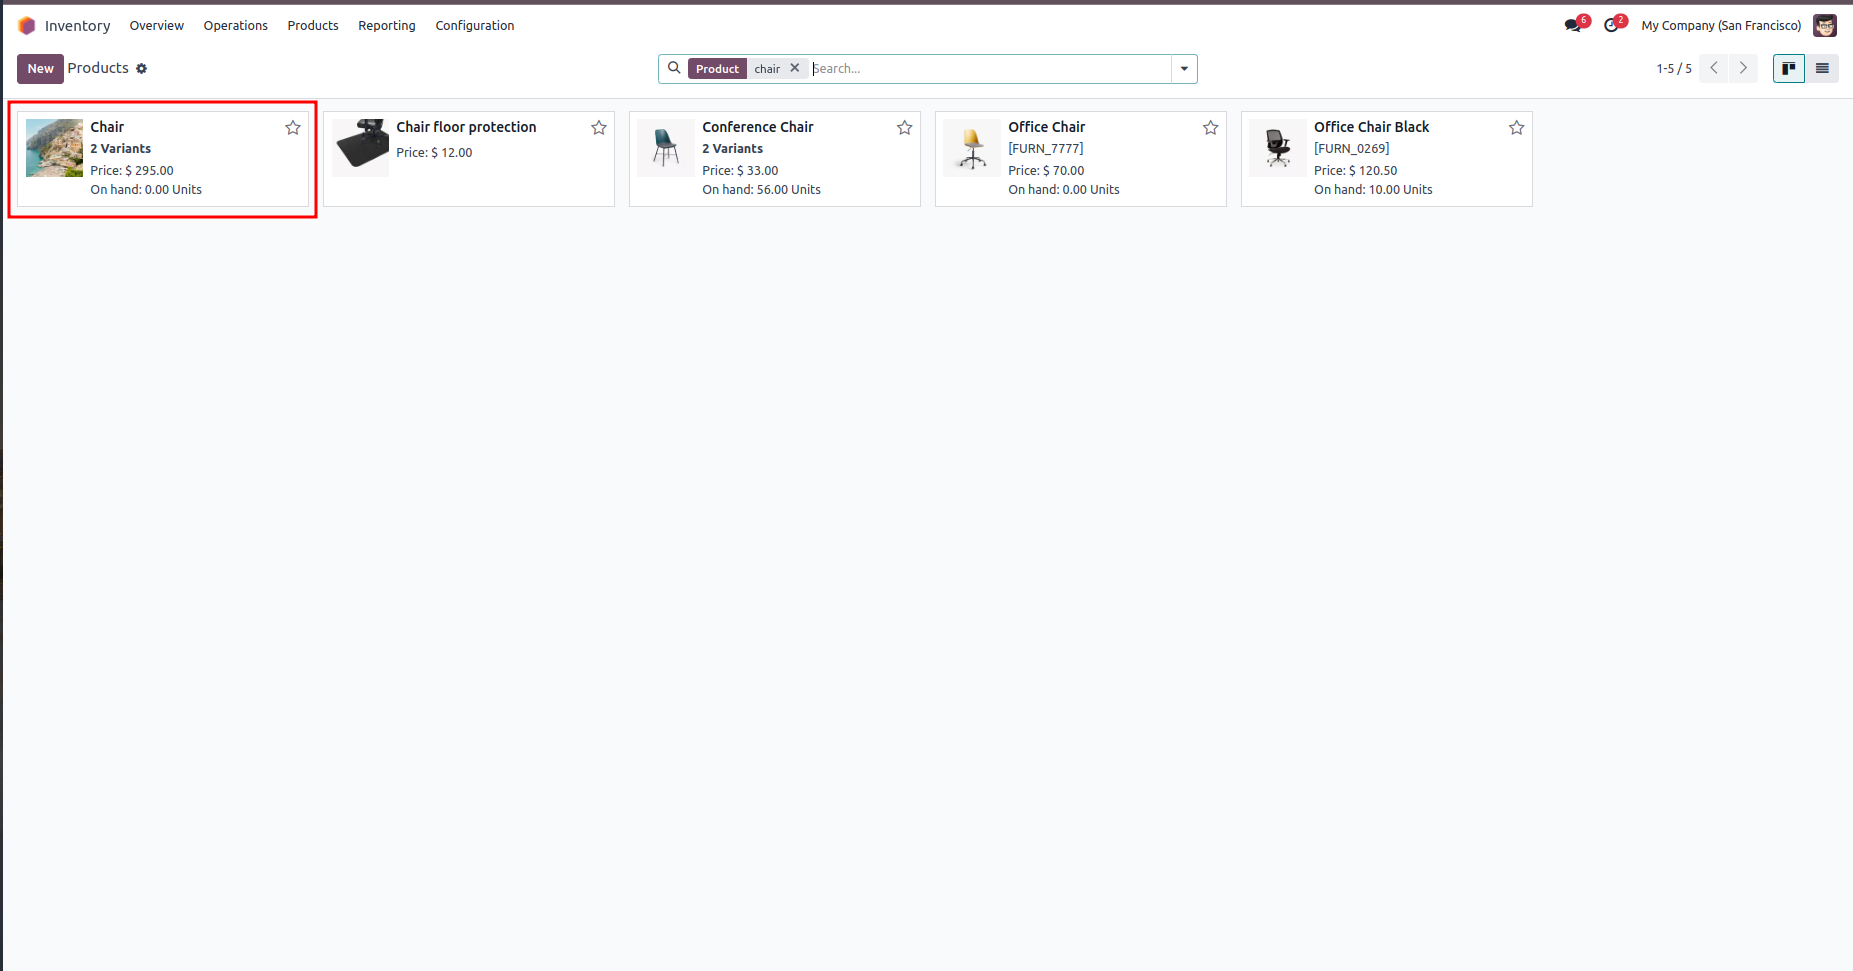 Inventory Overview Operations Products Reporting Configuration 6 2 My Company (San Francisco)
New Products Product chair Search... 1-5 / 5
Chair
2 Variants
Price: $ 295.00
On hand: 0.00 Units
Chair floor protection
Price: $ 12.00
Conference Chair
2 Variants
Price: $ 33.00
On hand: 56.00 Units
Office Chair
[FURN_7777]
Price: $ 70.00
On hand: 0.00 Units
Office Chair Black
[FURN_0269]
Price: $ 120.50
On hand: 10.00 Units